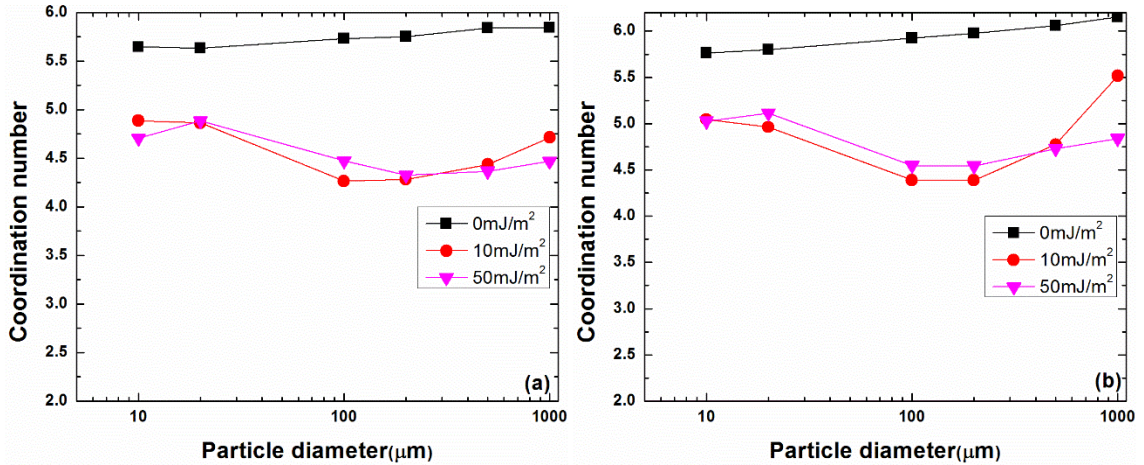 6.0
5.5
5.0
4.5
4.0
3.5
3.0
2.5
2.0
Coordination number
0mJ/m²
10mJ/m²
50mJ/m²
(a)
10
100
1000
Particle diameter(μm)
6.0
5.5
5.0
4.5
4.0
3.5
3.0
2.5
2.0
Coordination number
0mJ/m²
10mJ/m²
50mJ/m²
(b)
10
100
1000
Particle diameter(μm)